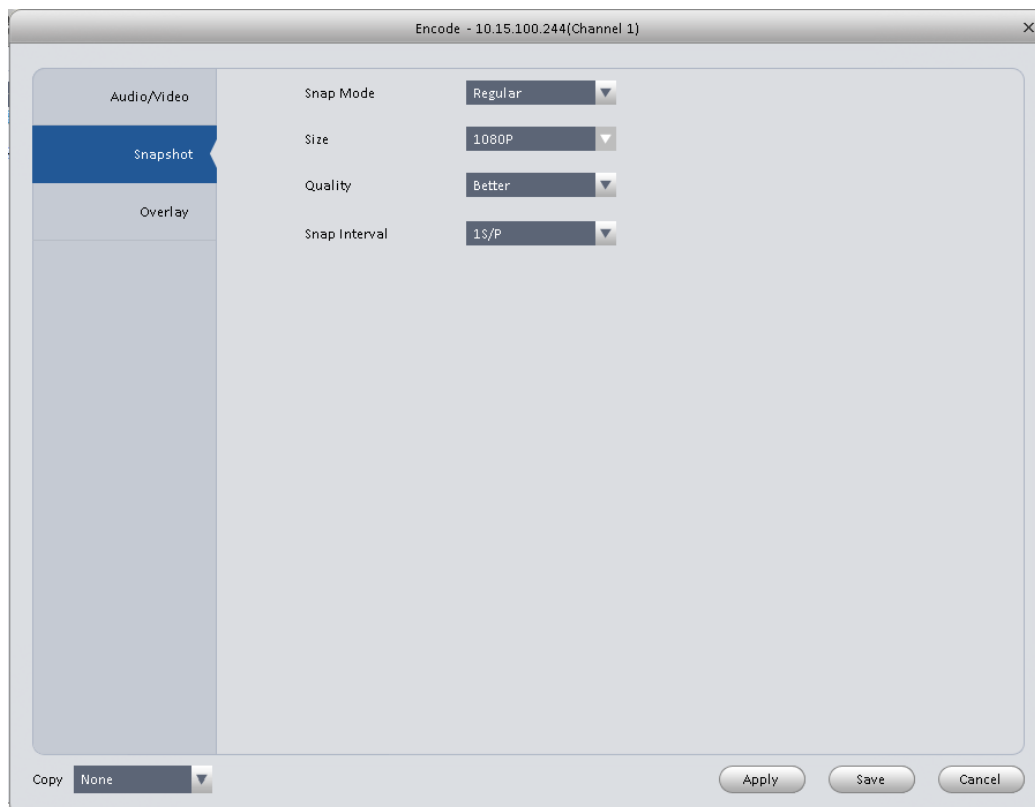 Encode - 10.15.100.244(Channel 1)
Audio/Video
Snapshot
Overlay
Snap Mode Regular
Size 1080P
Quality Better
Snap Interval 1S/P
Copy None Apply Save Cancel